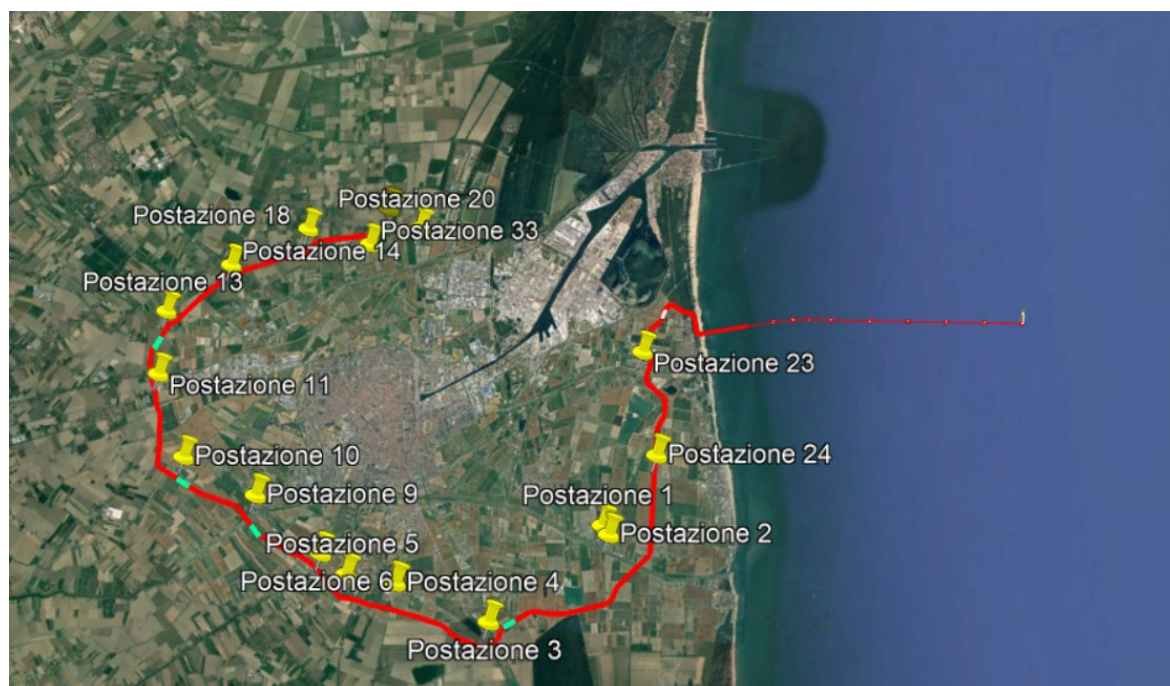 Postazione 20
Postazione 18
Postazione 33
Postazione 14
Postazione 13
Postazione 23
Postazione 11
Postazione 10
Postazione 24
Postazione 9
Postazione 1
Postazione 2
Postazione 5
Postazione 6
Postazione 4
Postazione 3